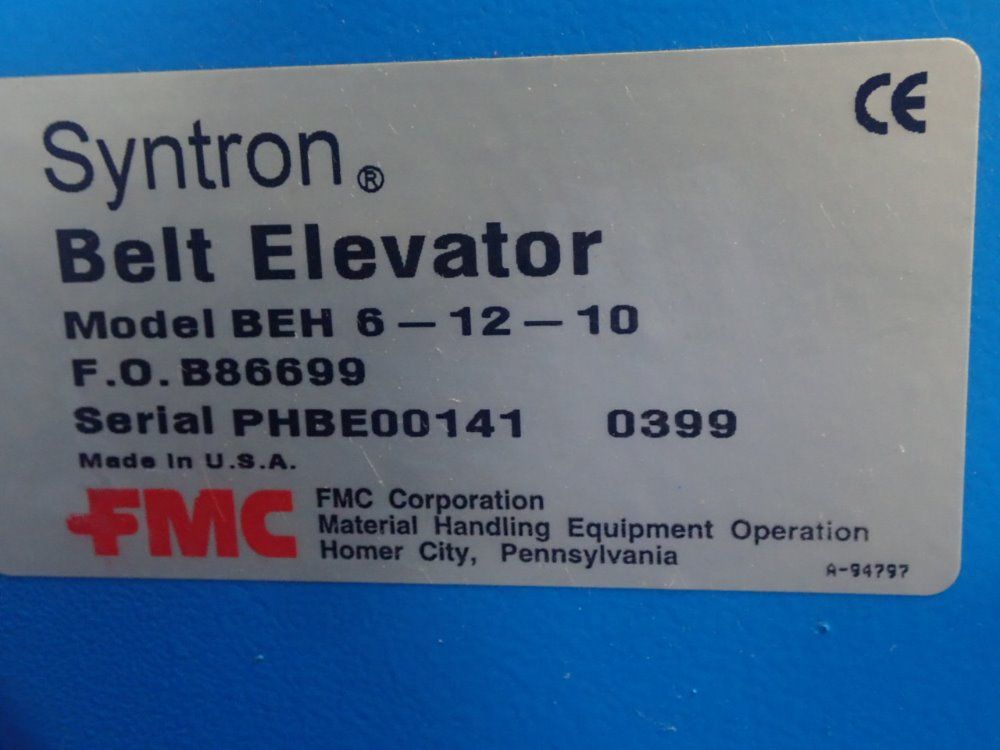 CE
Syntron®
Belt Elevator
Model BEH 6-12-10
F.O. B86699
Serial PHBE00141 0399
Made In U.S.A.
FMC
FMC Corporation
Material Handling Equipment Operation
Homer City, Pennsylvania
A-94797